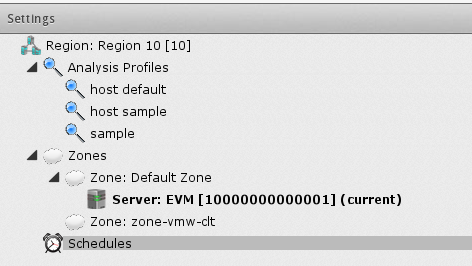 Settings
Region: Region 10 [10]
Analysis Profiles
host default
host sample
sample
Zones
Zone: Default Zone
Server: EVM [10000000000001] (current)
Zone: zone-vmw-clt
Schedules